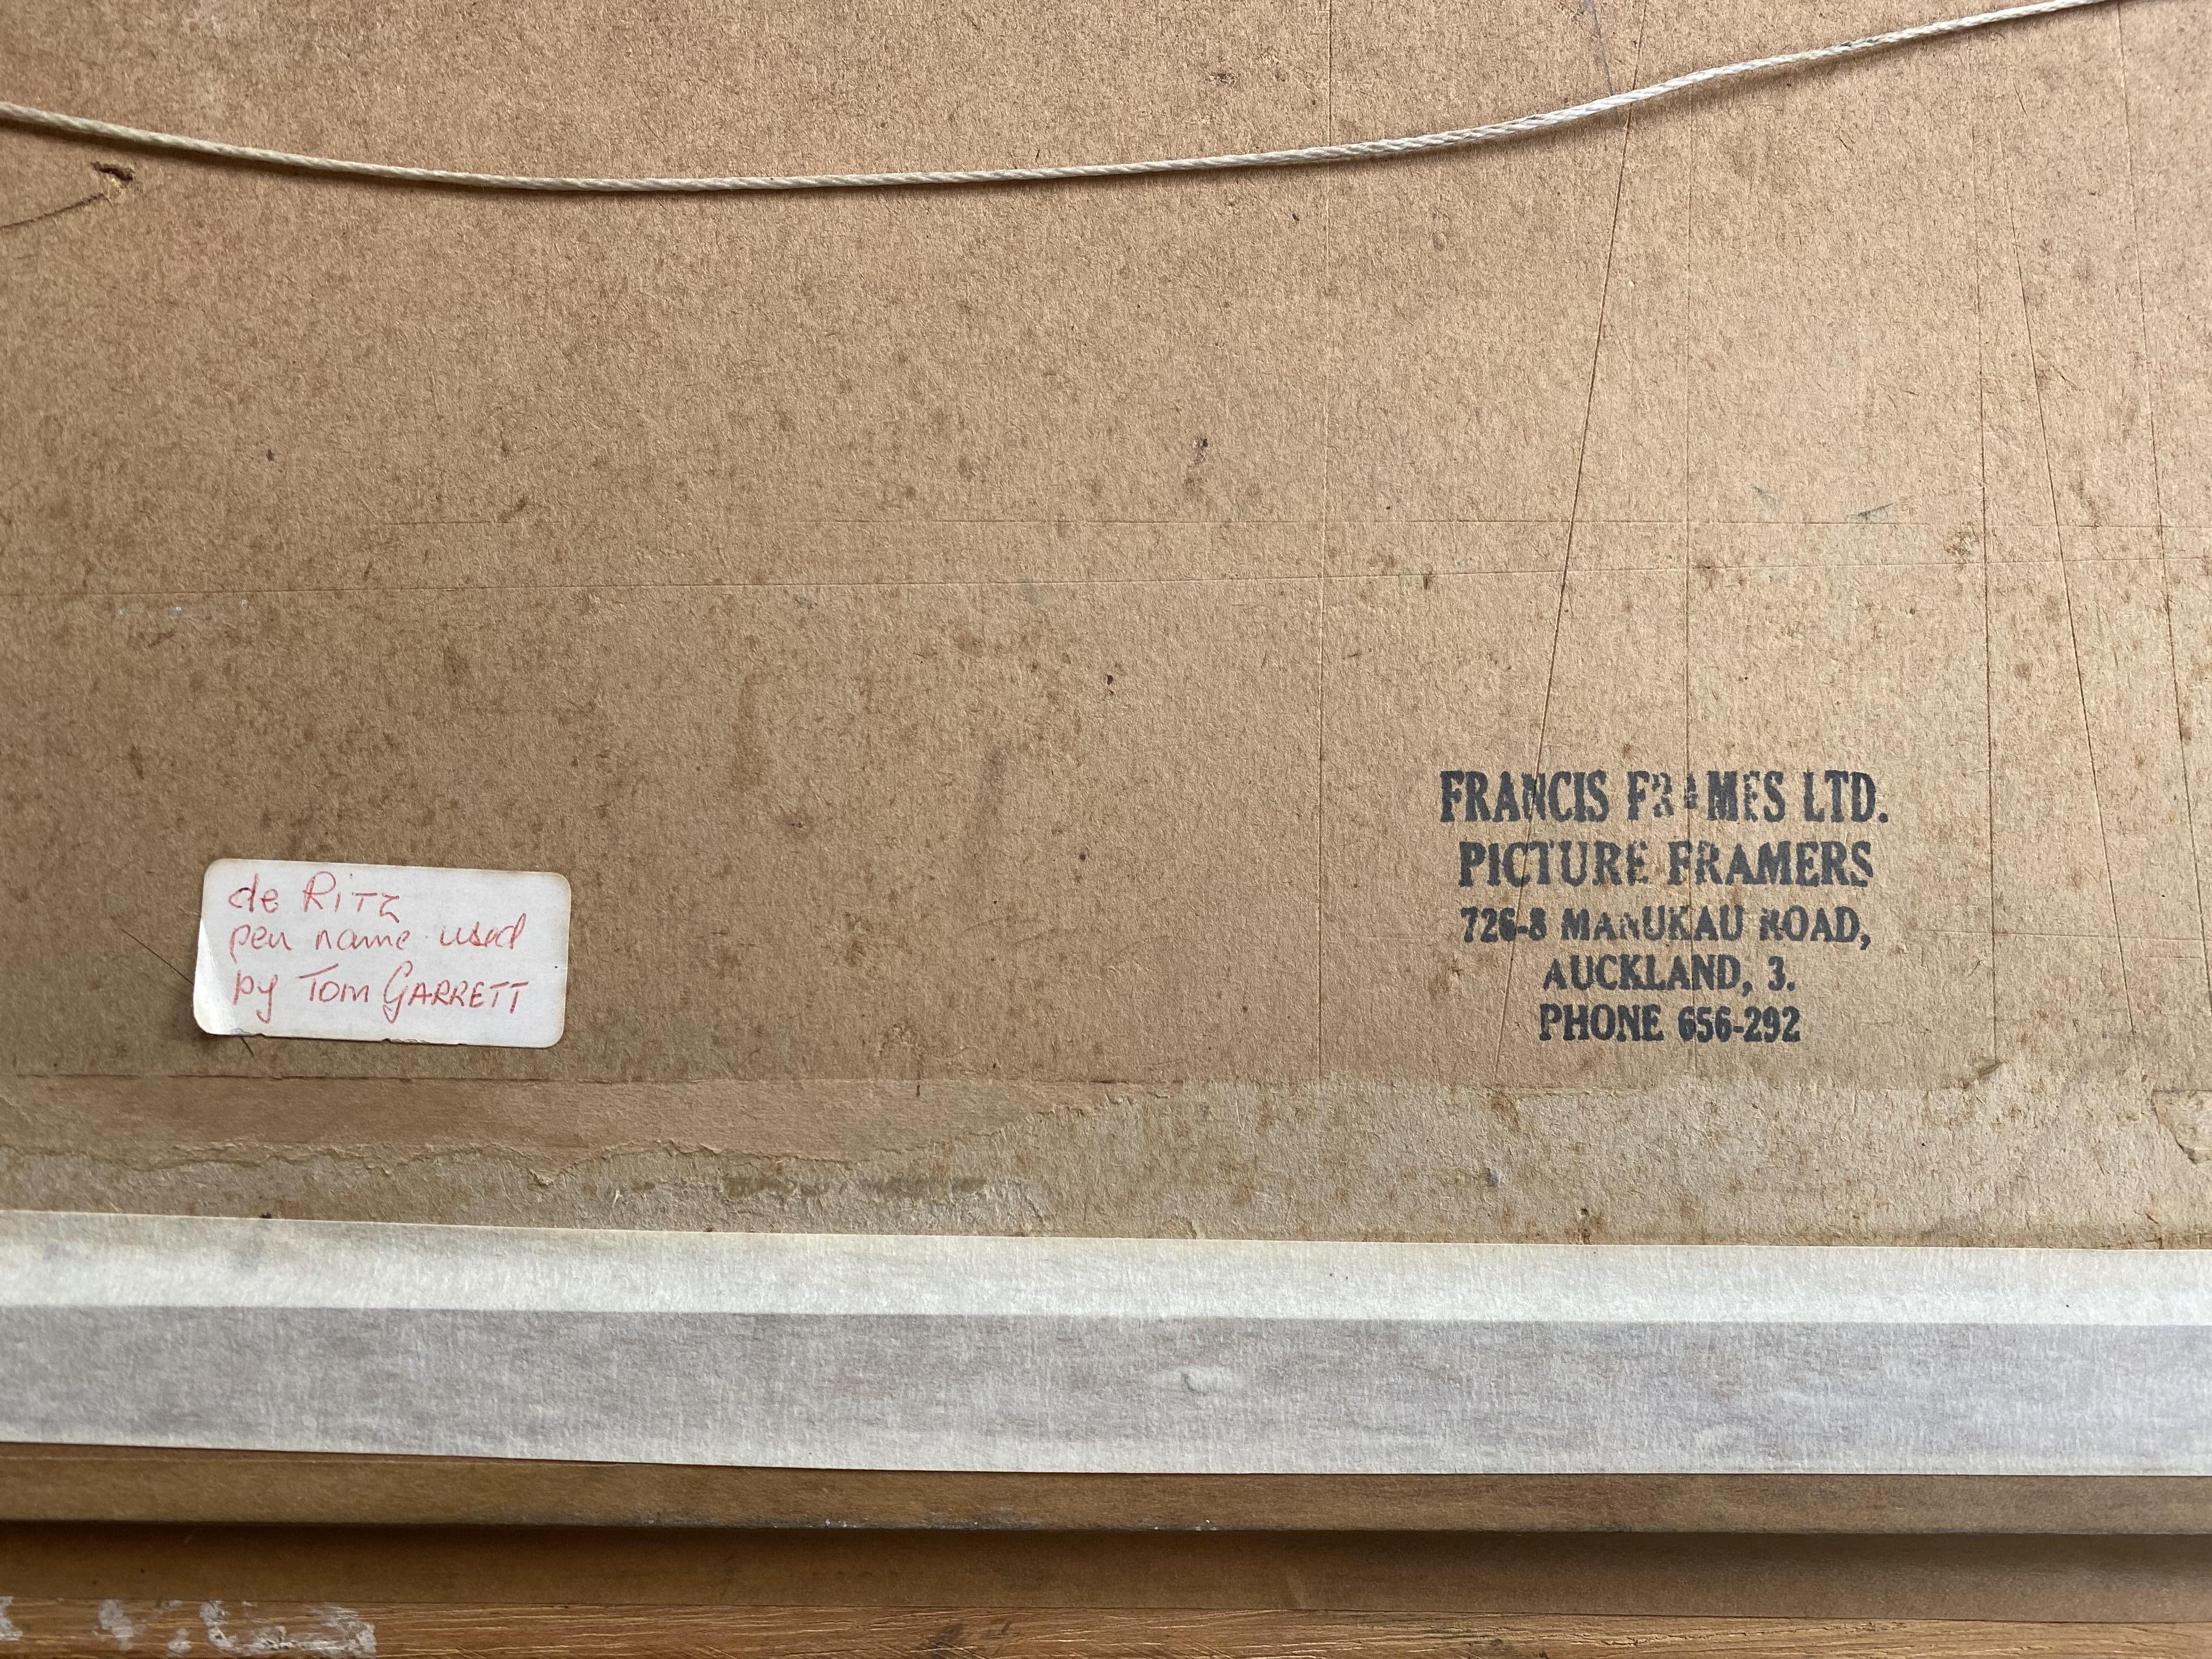 de Ritz
pen name used
by Tom GARRETT
FRANCIS FRAMES LTD.
PICTURE FRAMERS
726-8 MANUKAU ROAD,
AUCKLAND, 3.
PHONE 656-292